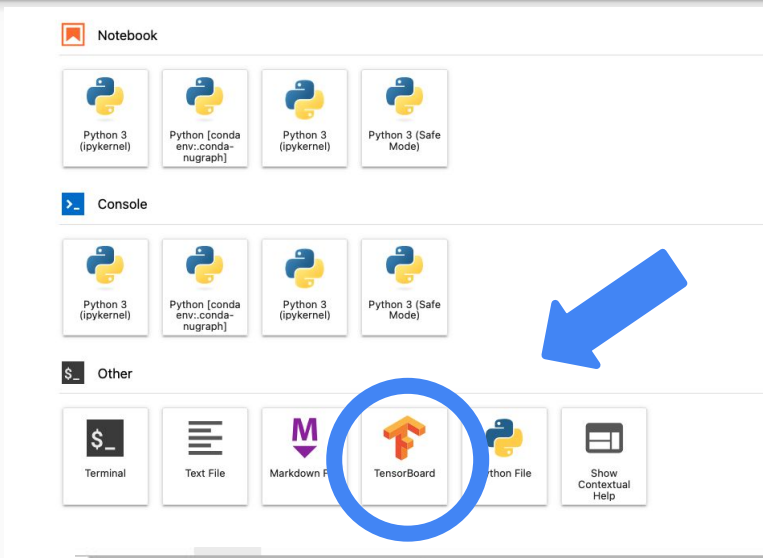 Notebook
Python 3
(ipykernel)
Python [conda
env:.conda-
nugraph]
Python 3
(ipykernel)
Python 3 (Safe
Mode)
>_ Console
Python 3
(ipykernel)
Python [conda
env:.conda-
nugraph]
Python 3
(ipykernel)
Python 3 (Safe
Mode)
$_ Other
$_
Terminal
Text File
M
Markdown
TensorBoard
File
Show
Contextual
Help